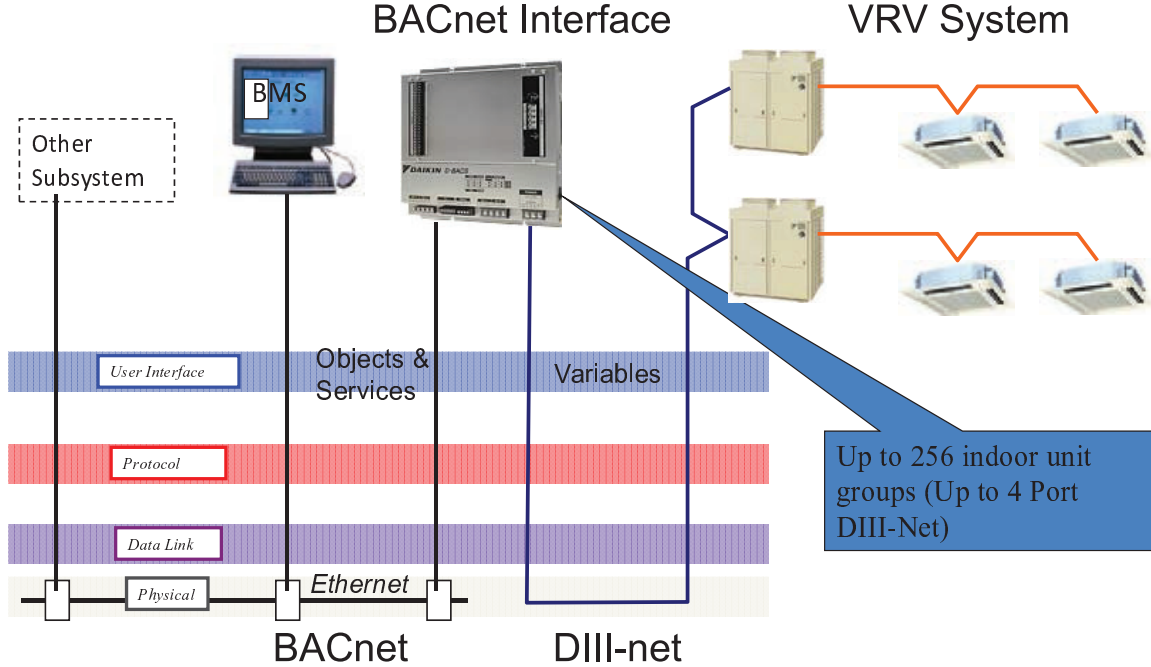 BACnet Interface
VRV System
BMS
Other
Subsystem
DAIKIN D-BACS
Objects &
Services
Variables
User Interface
Protocol
Data Link
Physical
Ethernet
BACnet
DIII-net
Up to 256 indoor unit
groups (Up to 4 Port
DIII-Net)